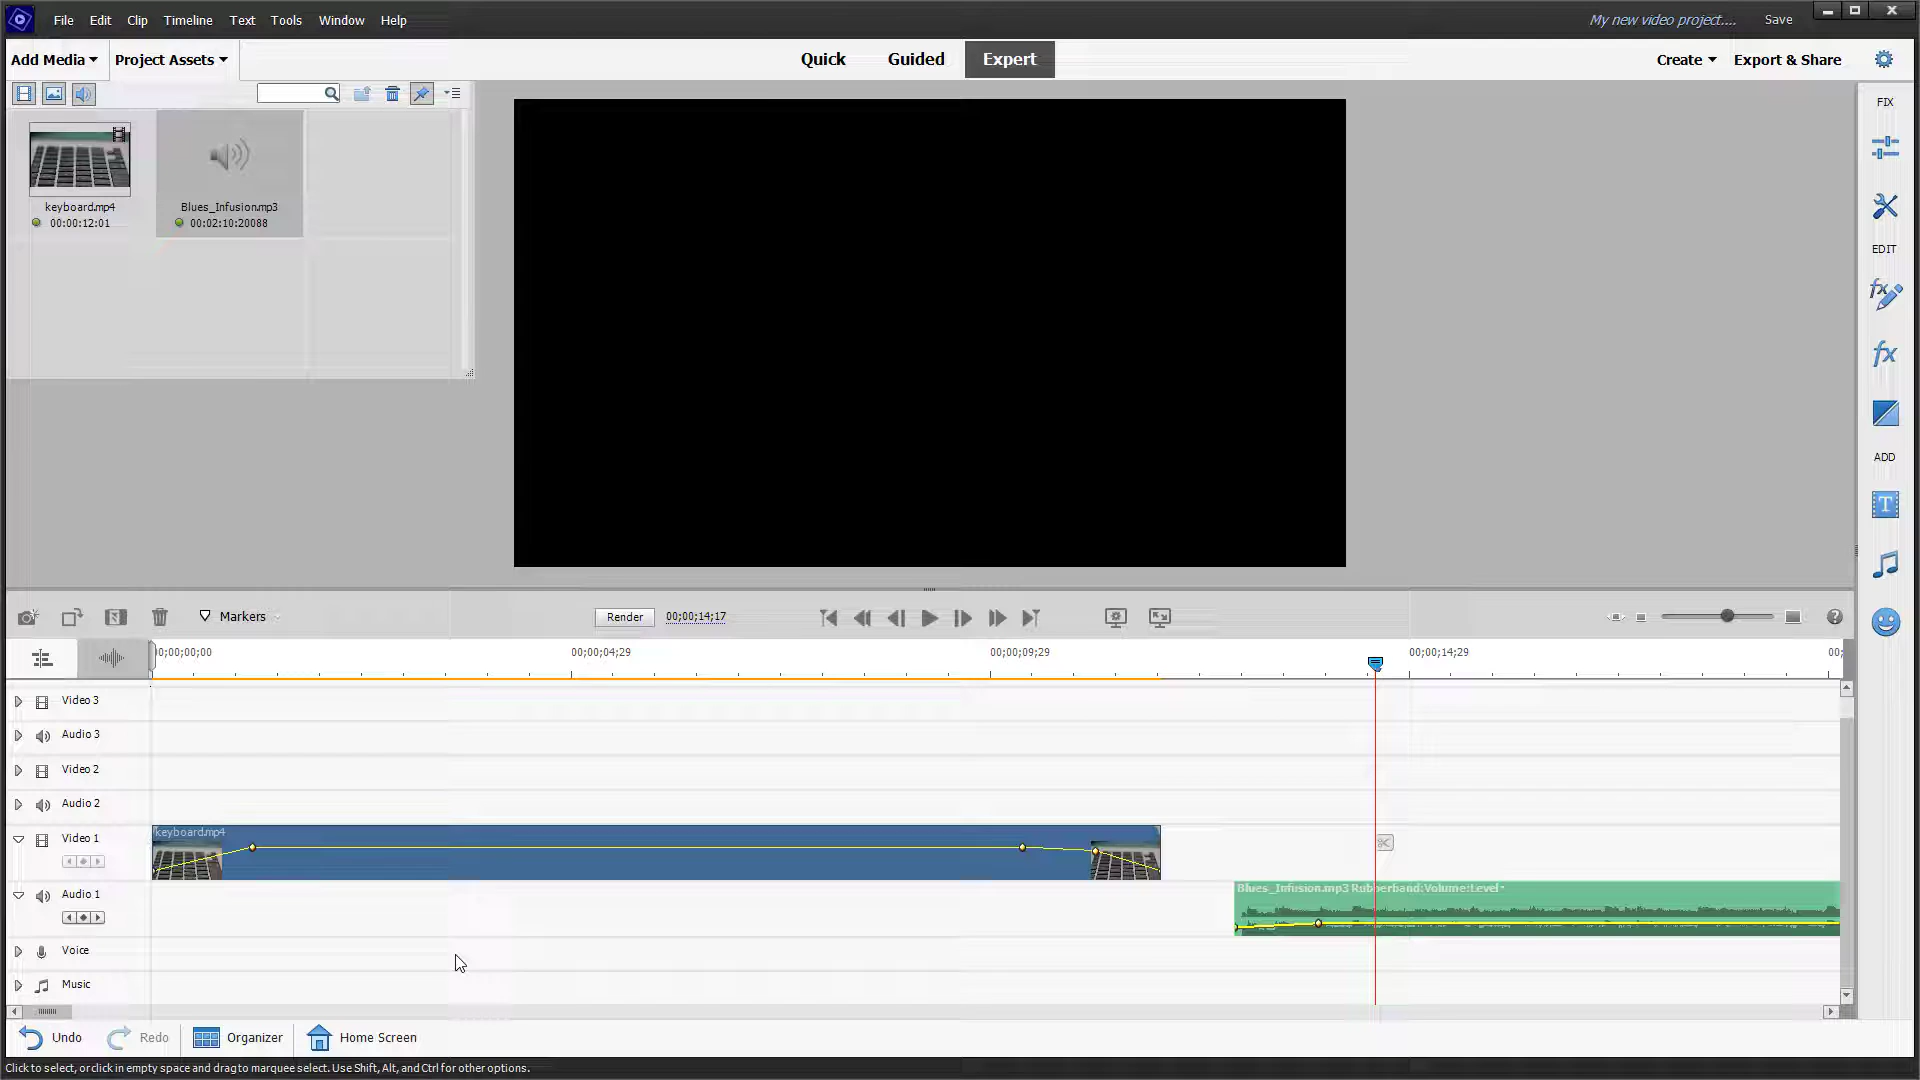 File Edit Clip Timeline Text Tools Window Help
My new video project.... Save
Add Media Project Assets
Quick Guided Expert
Create Export & Share
FIX
keyboard.mp4
00:00:12:01
Blues_Infusion.mp3
00:02:10:20088
EDIT
fx
fx
ADD
T
Markers
Render 00;00;14;17
00;00;04;29 00;00;09;29 00;00;14;29
Video 3
Audio 3
Video 2
Audio 2
Video 1
keyboard.mp4
Audio 1
Blues_Infusion.mp3 Rubberband:Volume:Level
Voice
Music
Undo Redo Organizer Home Screen
Click to select, or click in empty space and drag to marquee select. Use Shift, Alt, and Ctrl for other options.